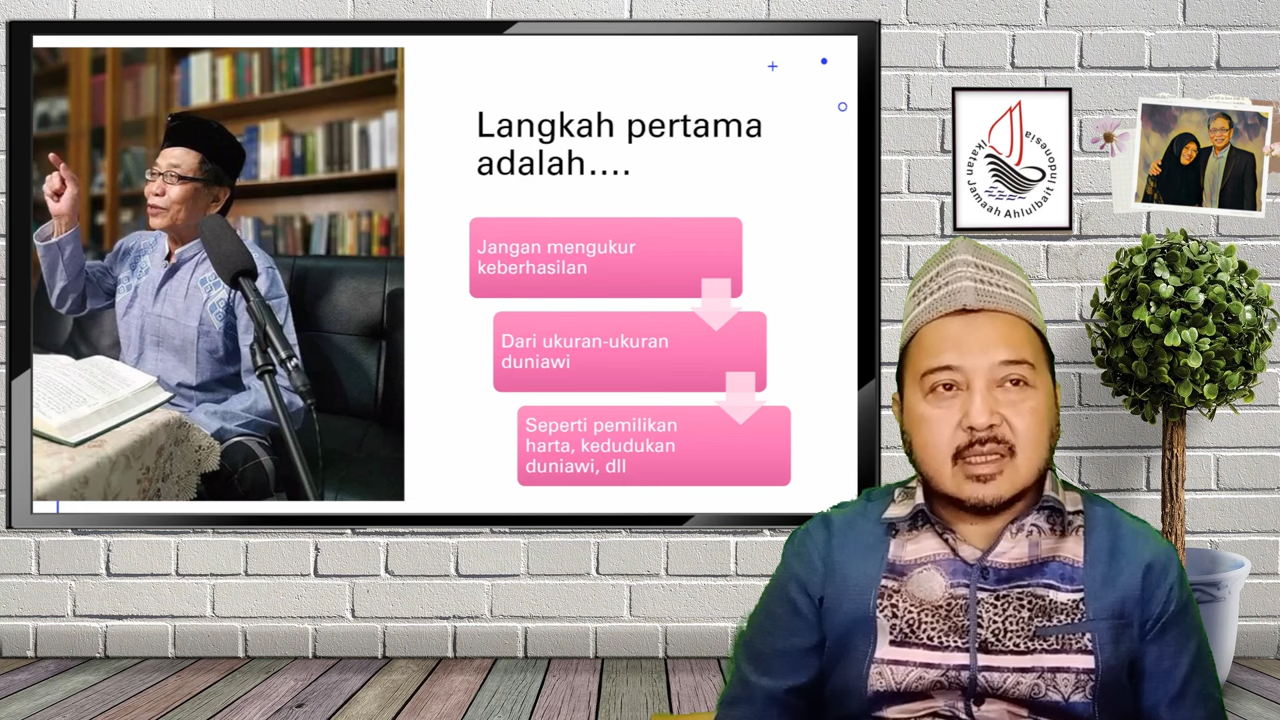 Langkah pertama
adalah....
Jangan mengukur
keberhasilan
Dari ukuran-ukuran
duniawi
Seperti pemilikan
harta, kedudukan
duniawi, dll
Ikatan Jamaah Ahlulbait Indonesia